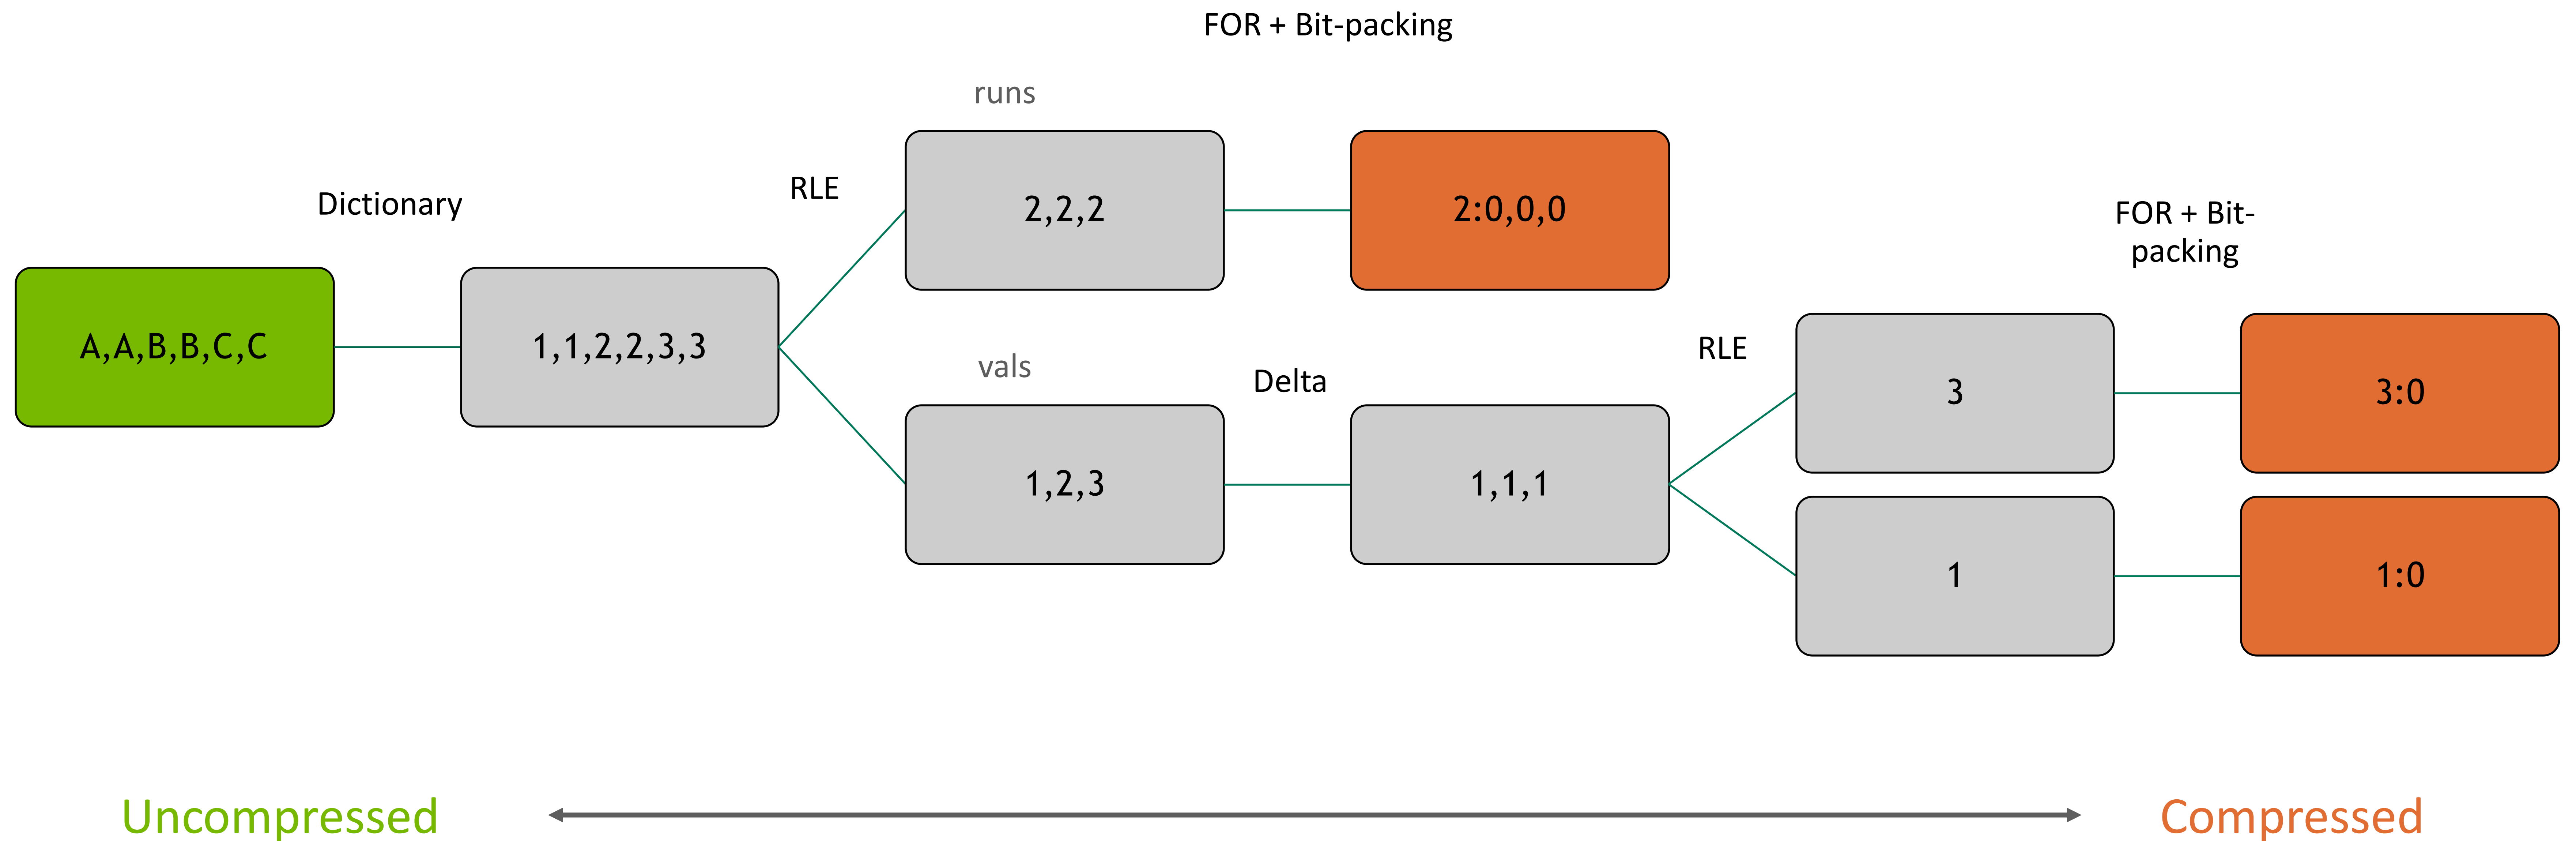 FOR + Bit-packing
runs
RLE
Dictionary
2,2,2
2:0,0,0
FOR + Bit-
packing
A,A,B,B,C,C
1,1,2,2,3,3
vals
Delta
RLE
3
3:0
1,2,3
1,1,1
1
1:0
Uncompressed
Compressed